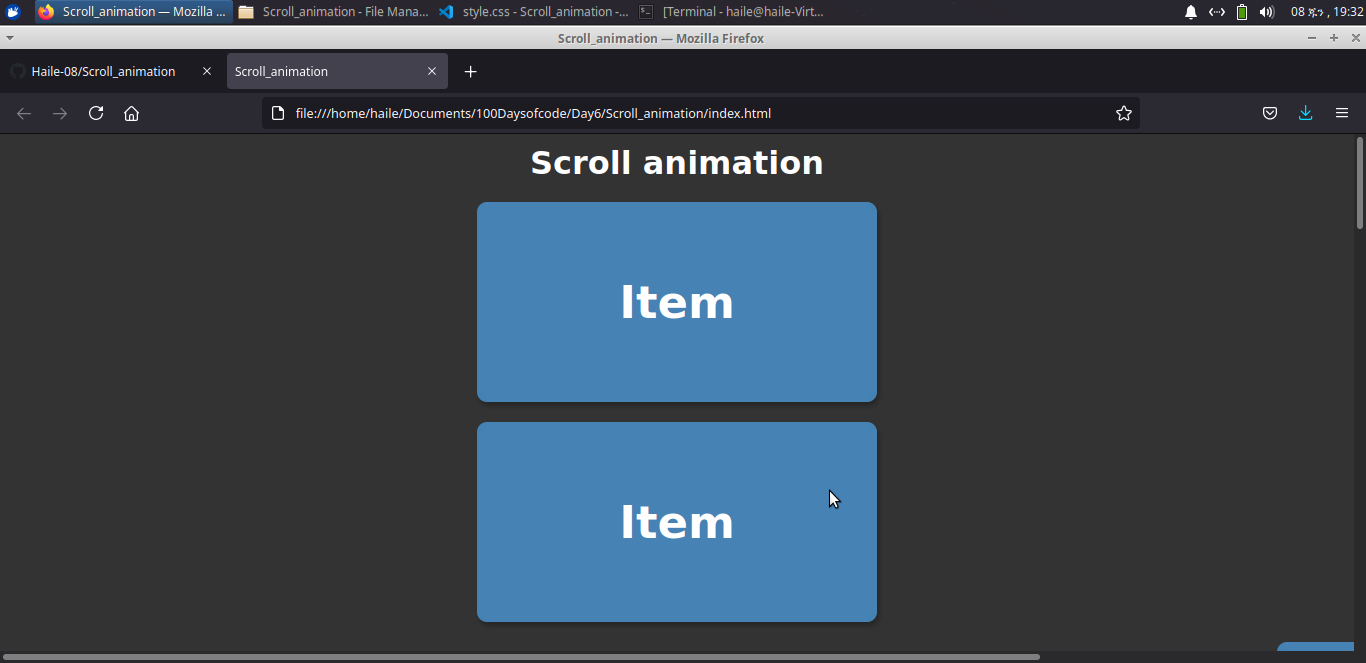 Scroll_animation — Mozilla ... Scroll_animation - File Mana... style.css - Scroll_animation -... [Terminal - haile@haile-Virt... 08 ጁን , 19:32
Scroll_animation — Mozilla Firefox
Haile-08/Scroll_animation Scroll_animation
file:///home/haile/Documents/100Daysofcode/Day6/Scroll_animation/index.html
Scroll animation
Item
Item